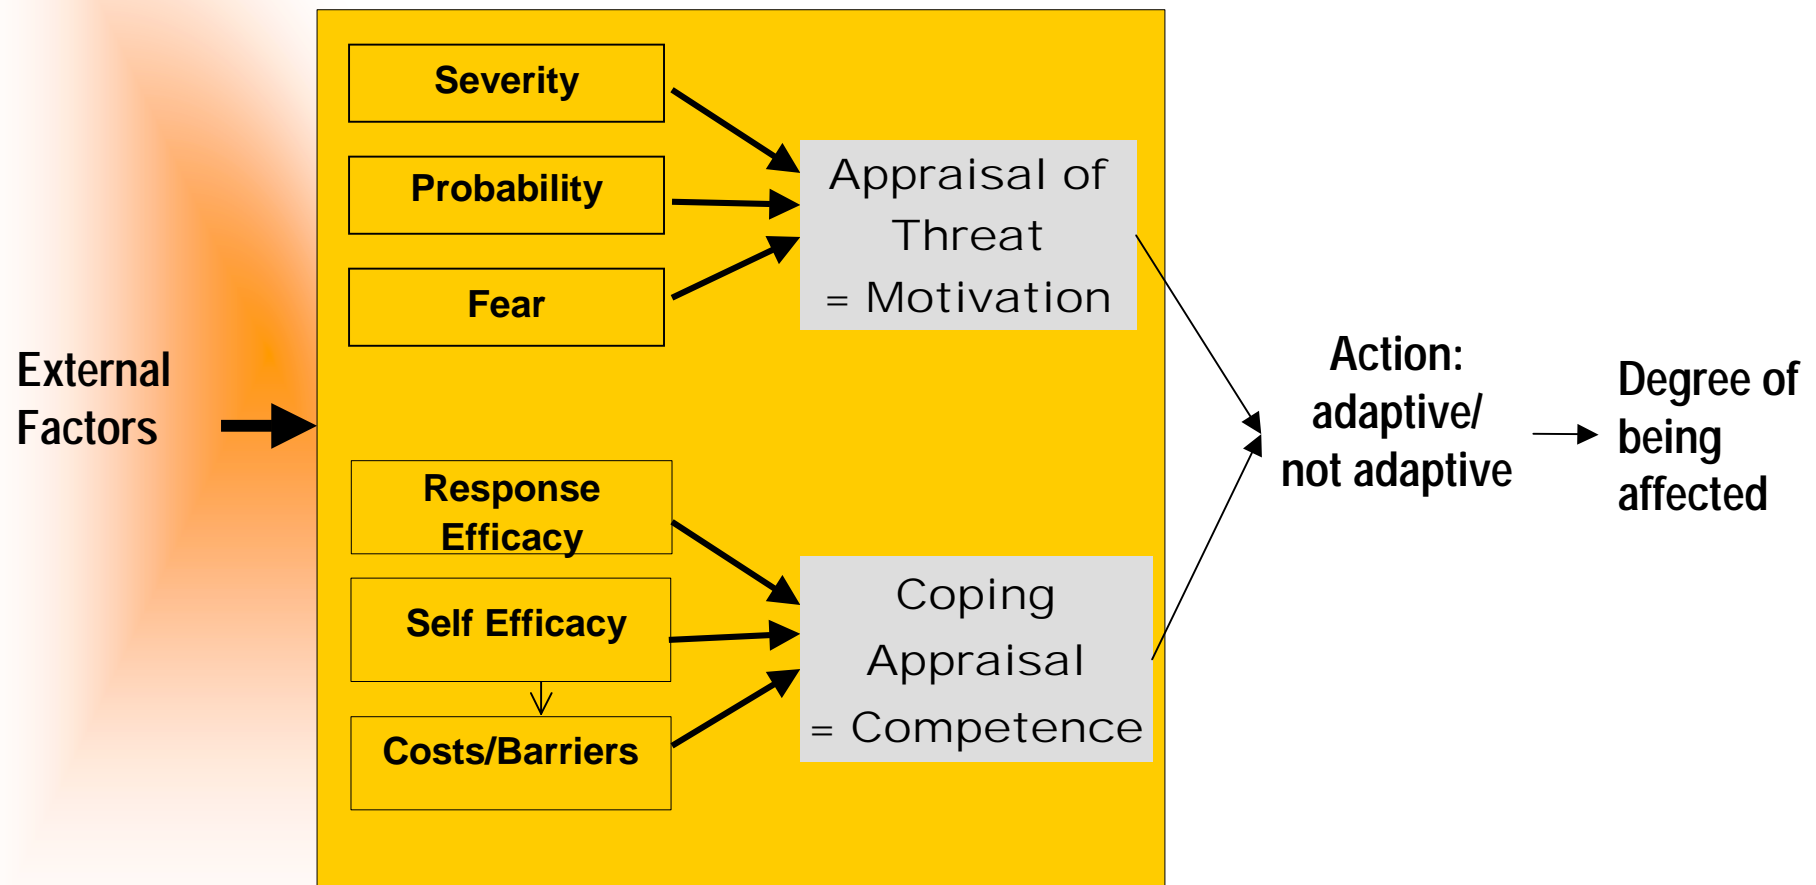 External
Factors
Severity
Probability
Fear
Appraisal of
Threat
= Motivation
Response
Efficacy
Self Efficacy
Costs/Barriers
Coping
Appraisal
= Competence
Action:
adaptive/
not adaptive
Degree of
being
affected